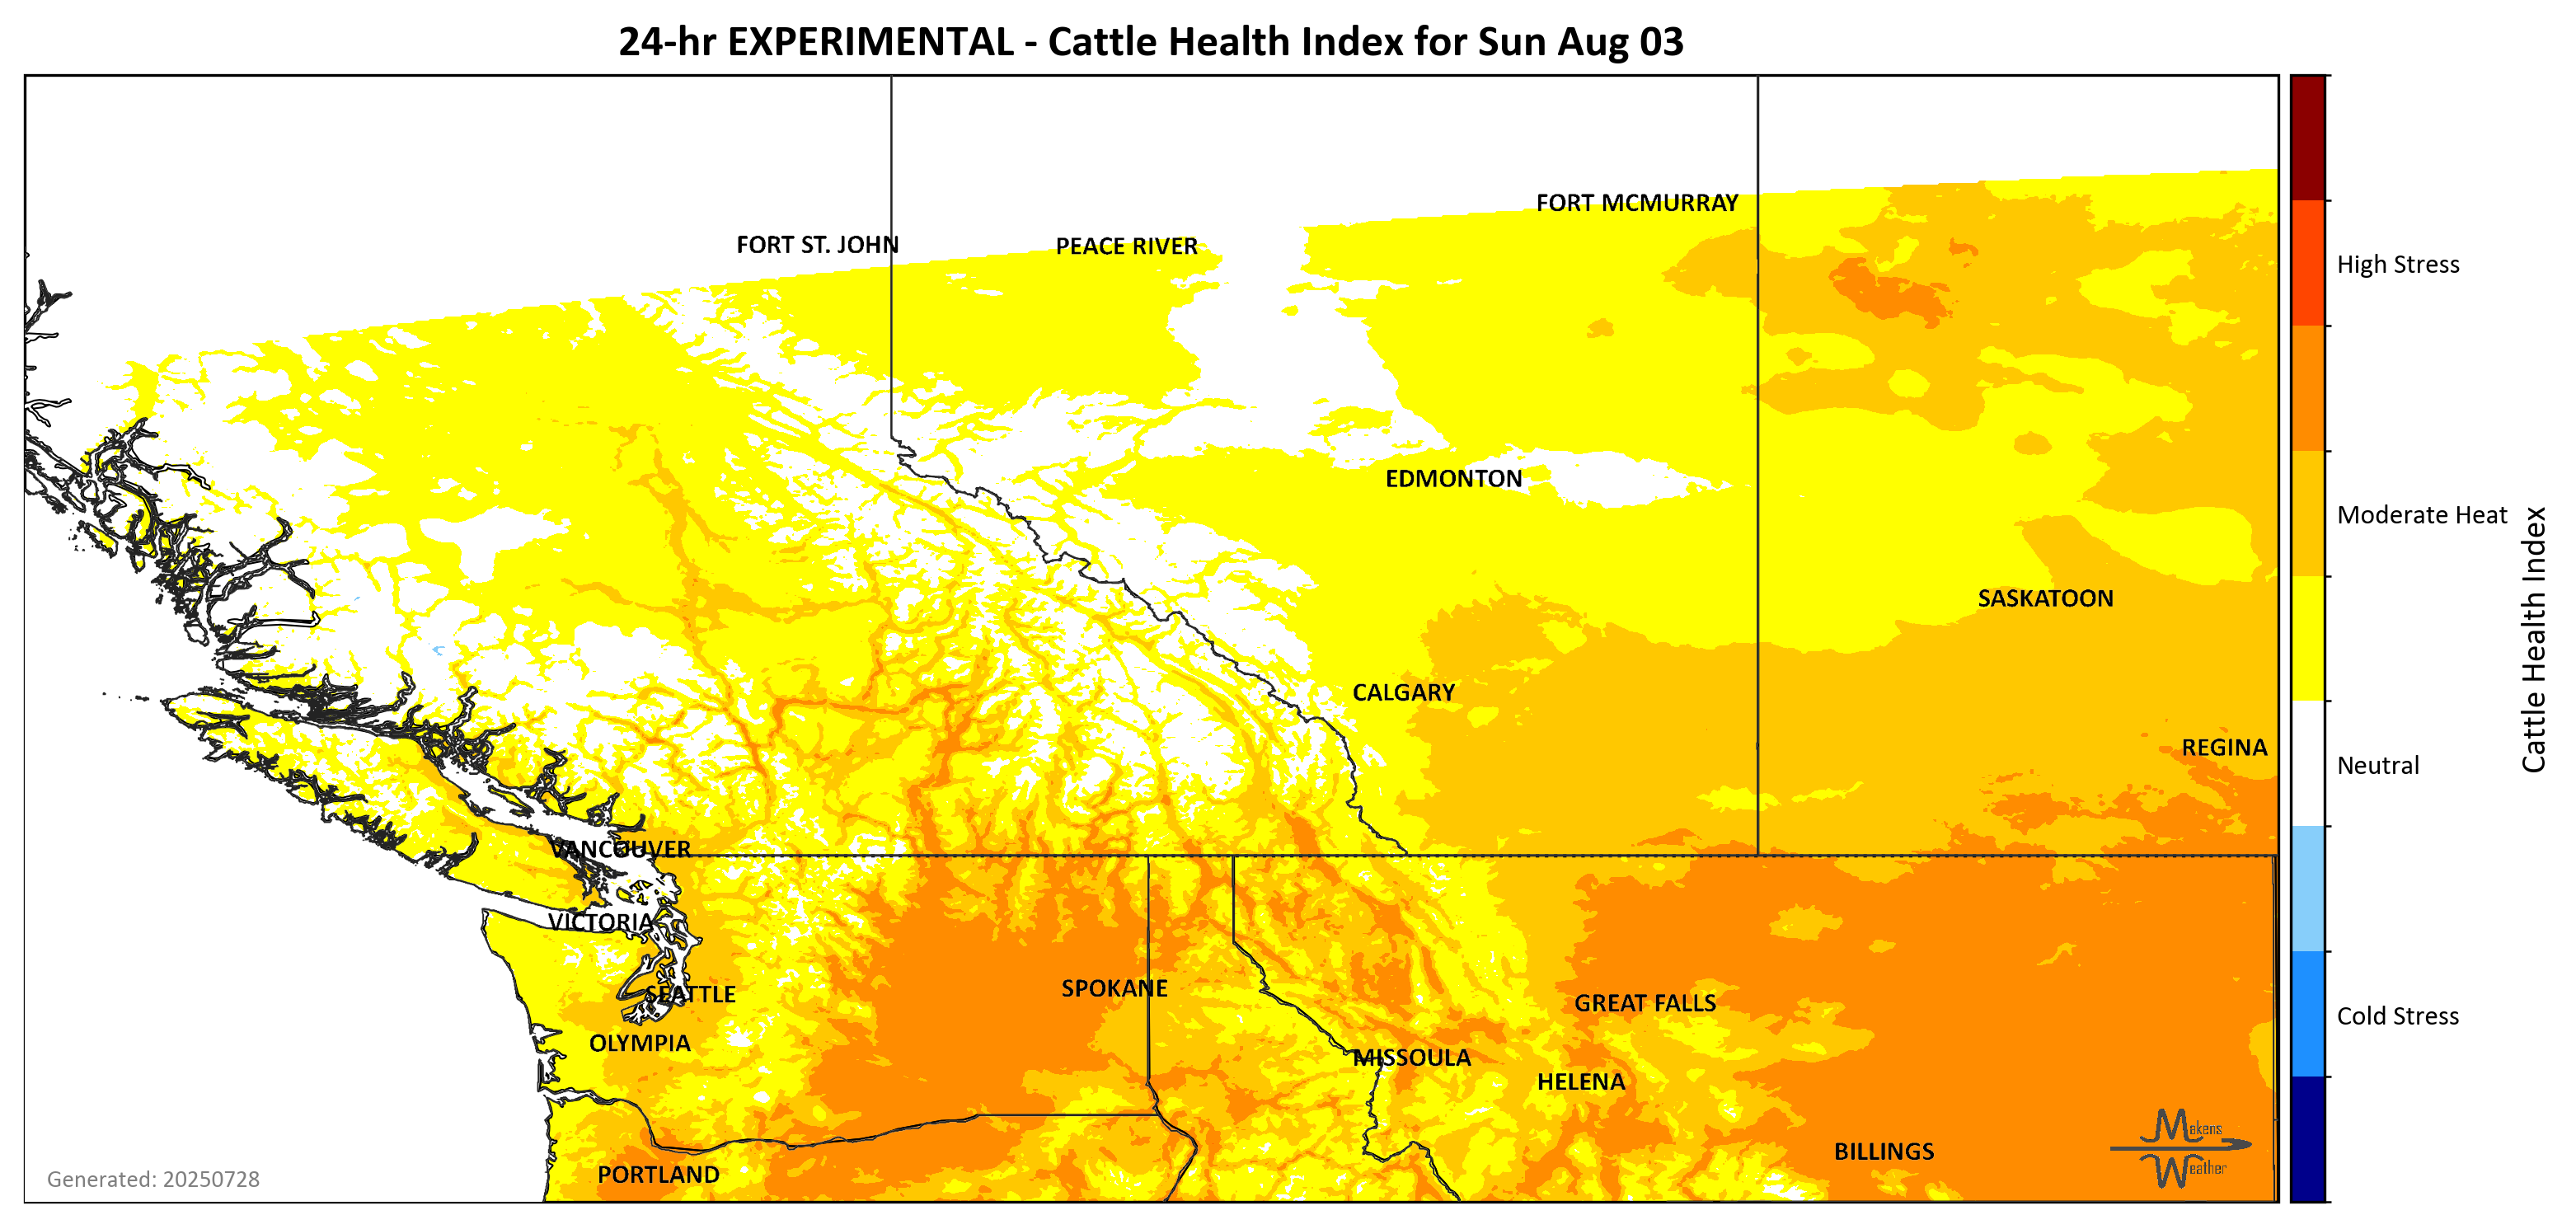 24-hr EXPERIMENTAL - Cattle Health Index for Sun Aug 03
FORT MCMURRAY
FORT ST. JOHN
PEACE RIVER
High Stress
EDMONTON
Moderate Heat
SASKATOON
CALGARY
REGINA
Neutral
Cattle Health Index
VANCOUVER
VICTORIA
SPOKANE
SEATTLE
GREAT FALLS
Cold Stress
OLYMPIA
MISSOULA
HELENA
Makens
Weather
BILLINGS
PORTLAND
Generated: 20250728